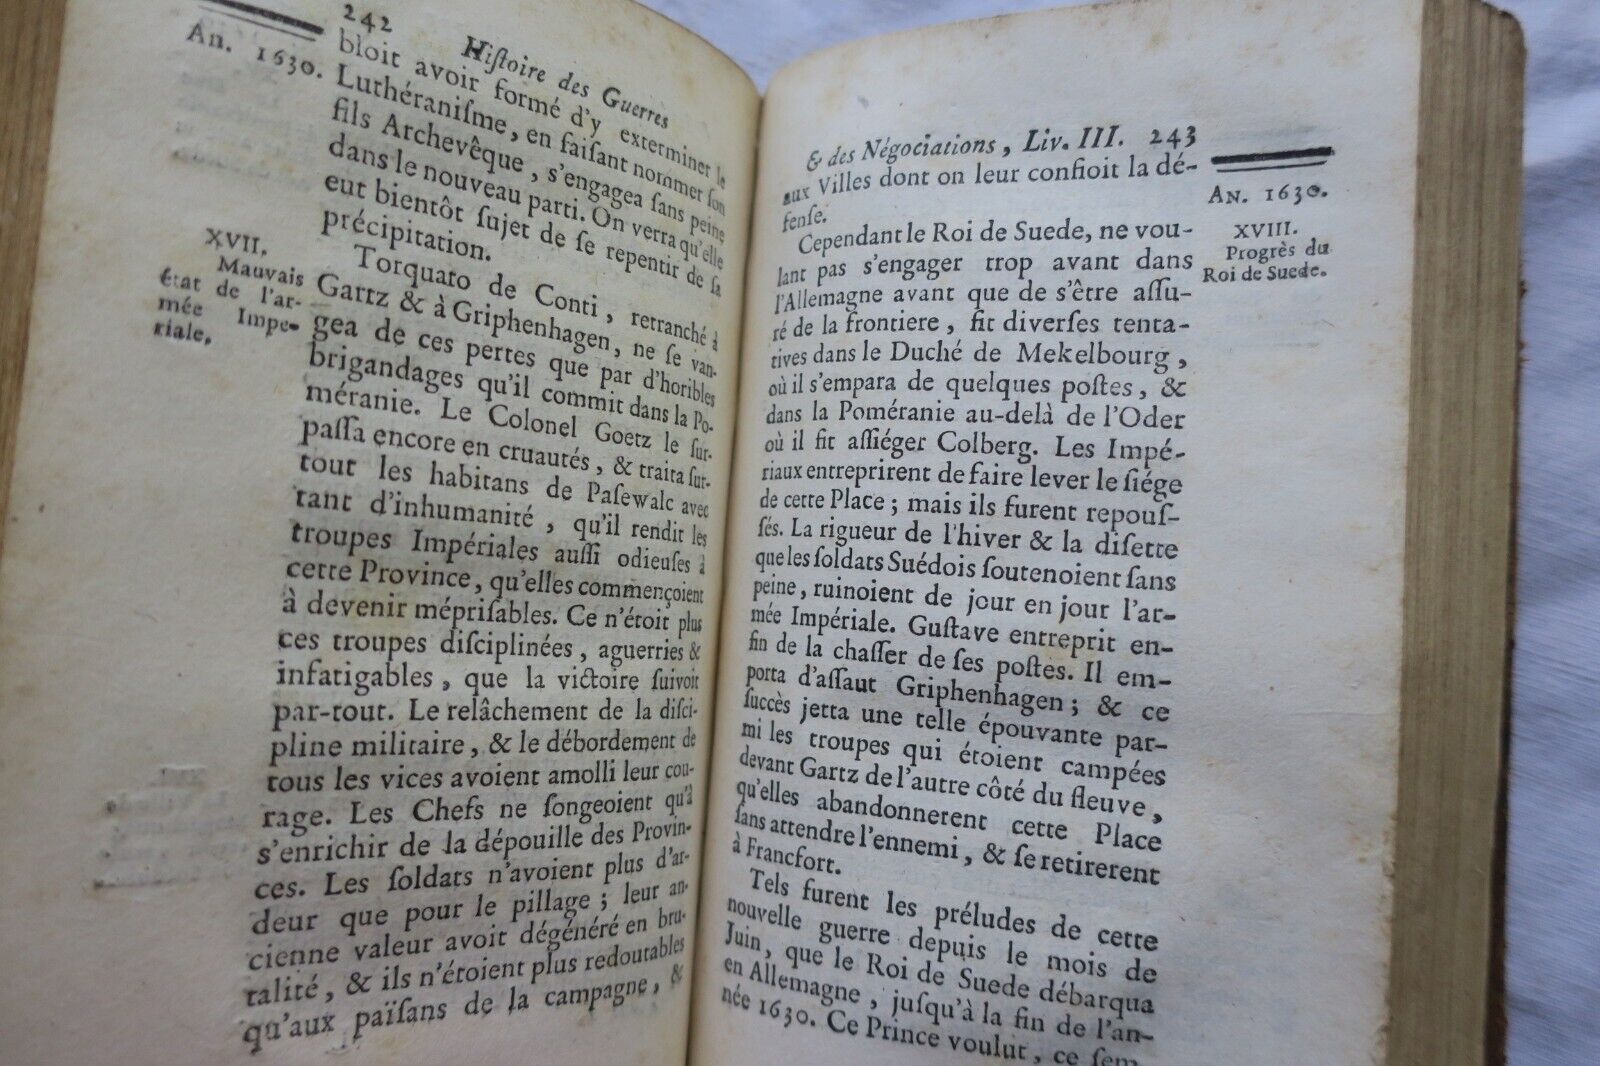 242 Hiſtoire des Guerres
An. 1630.
bloit avoir formé d'y exterminer le
Luthéraniſme, en faiſant nommer ſon
fils Archevêque, s'engagea ſans peine
dans le nouveau parti. On verra qu'elle
eut bientôt ſujet de ſe repentir de ſa
précipitation.
XVII.
Mauvais
état de l'ar-
mée Impe-
riale.
Torquato de Conti, retranché à
Gartz & à Griphenhagen, ne ſe van-
gea de ces pertes que par d'horibles
brigandages qu'il commit dans la Po-
méranie. Le Colonel Goetz le ſur-
paſſa encore en cruautés, & traita ſur-
tout les habitans de Paſewalc avec
tant d'inhumanité, qu'il rendit les
troupes Impériales auſſi odieuſes à
cette Province, qu'elles commençoient
à devenir mépriſables. Ce n'étoit plus
ces troupes diſciplinées, aguerries &
infatigables, que la victoire ſuivoit
par-tout. Le relâchement de la diſci-
pline militaire, & le débordement de
tous les vices avoient amolli leur cou-
rage. Les Chefs ne ſongeoient qu'à
s'enrichir de la dépouille des Provin-
ces. Les ſoldats n'avoient plus d'ar-
deur que pour le pillage; leur an-
cienne valeur avoit dégénéré en bru-
talité, & ils n'étoient plus redoutables
qu'aux païſans de la campagne, &
& des Négociations, Liv. III. 243
aux Villes dont on leur confioit la dé-
fenſe.
An. 1630.
XVIII.
Progrès du
Roi de Suede.
Cependant le Roi de Suede, ne vou-
lant pas s'engager trop avant dans
l'Allemagne avant que de s'être aſſu-
ré de la frontiere, fit diverſes tenta-
tives dans le Duché de Mekelbourg,
où il s'empara de quelques poſtes, &
dans la Poméranie au-delà de l'Oder
où il fit aſſiéger Colberg. Les Impé-
riaux entreprirent de faire lever le ſiége
de cette Place; mais ils furent repouſ-
ſés. La rigueur de l'hiver & la diſette
que les ſoldats Suédois ſoutenoient ſans
peine, ruinoient de jour en jour l'ar-
mée Impériale. Guſtave entreprit en-
fin de la chaſſer de ſes poſtes. Il em-
porta d'aſſaut Griphenhagen; & ce
ſuccès jetta une telle épouvante par-
mi les troupes qui étoient campées
devant Gartz de l'autre côté du fleuve,
qu'elles abandonnerent cette Place
ſans attendre l'ennemi, & ſe retirerent
à Francfort.
Tels furent les préludes de cette
nouvelle guerre depuis le mois de
Juin, que le Roi de Suede débarqua
en Allemagne, juſqu'à la fin de l'an-
née 1630. Ce Prince voulut, ce ſem-